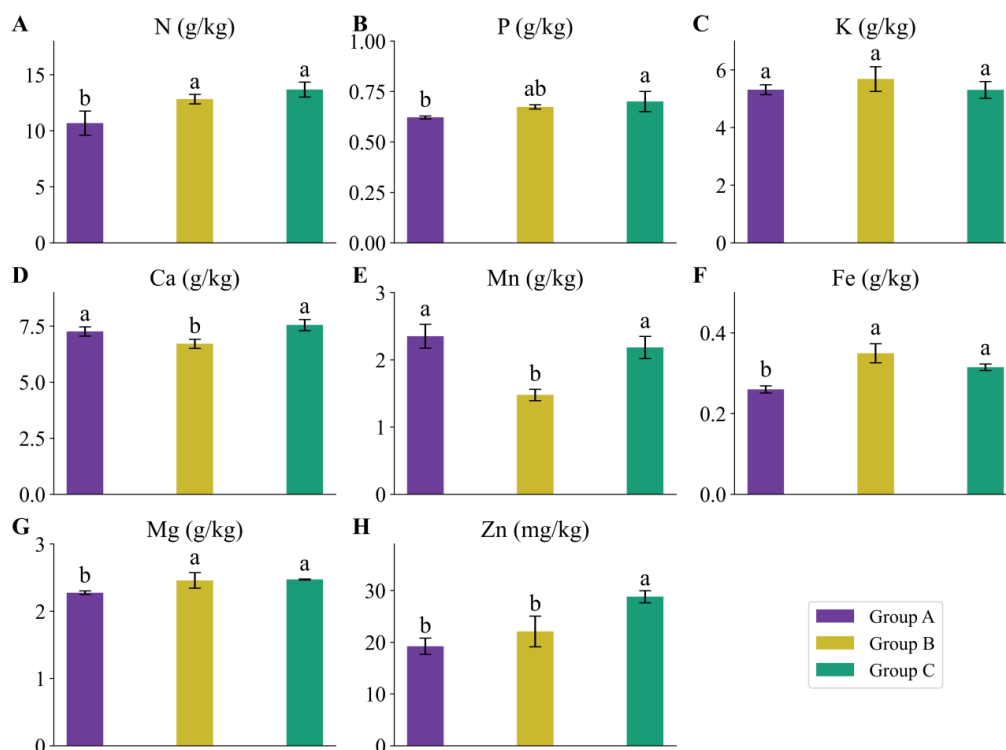 A N (g/kg)
15
10
5
0
b a a
B P (g/kg)
1.00
0.75
0.50
0.25
0.00
b ab a
C K (g/kg)
6
4
2
0
a a a
D Ca (g/kg)
7.5
5.0
2.5
0.0
a b a
E Mn (g/kg)
3
2
1
0
a b a
F Fe (g/kg)
0.4
0.2
0.0
b a a
G Mg (g/kg)
3
2
1
0
b a a
H Zn (mg/kg)
30
20
10
0
b b a
Group A
Group B
Group C